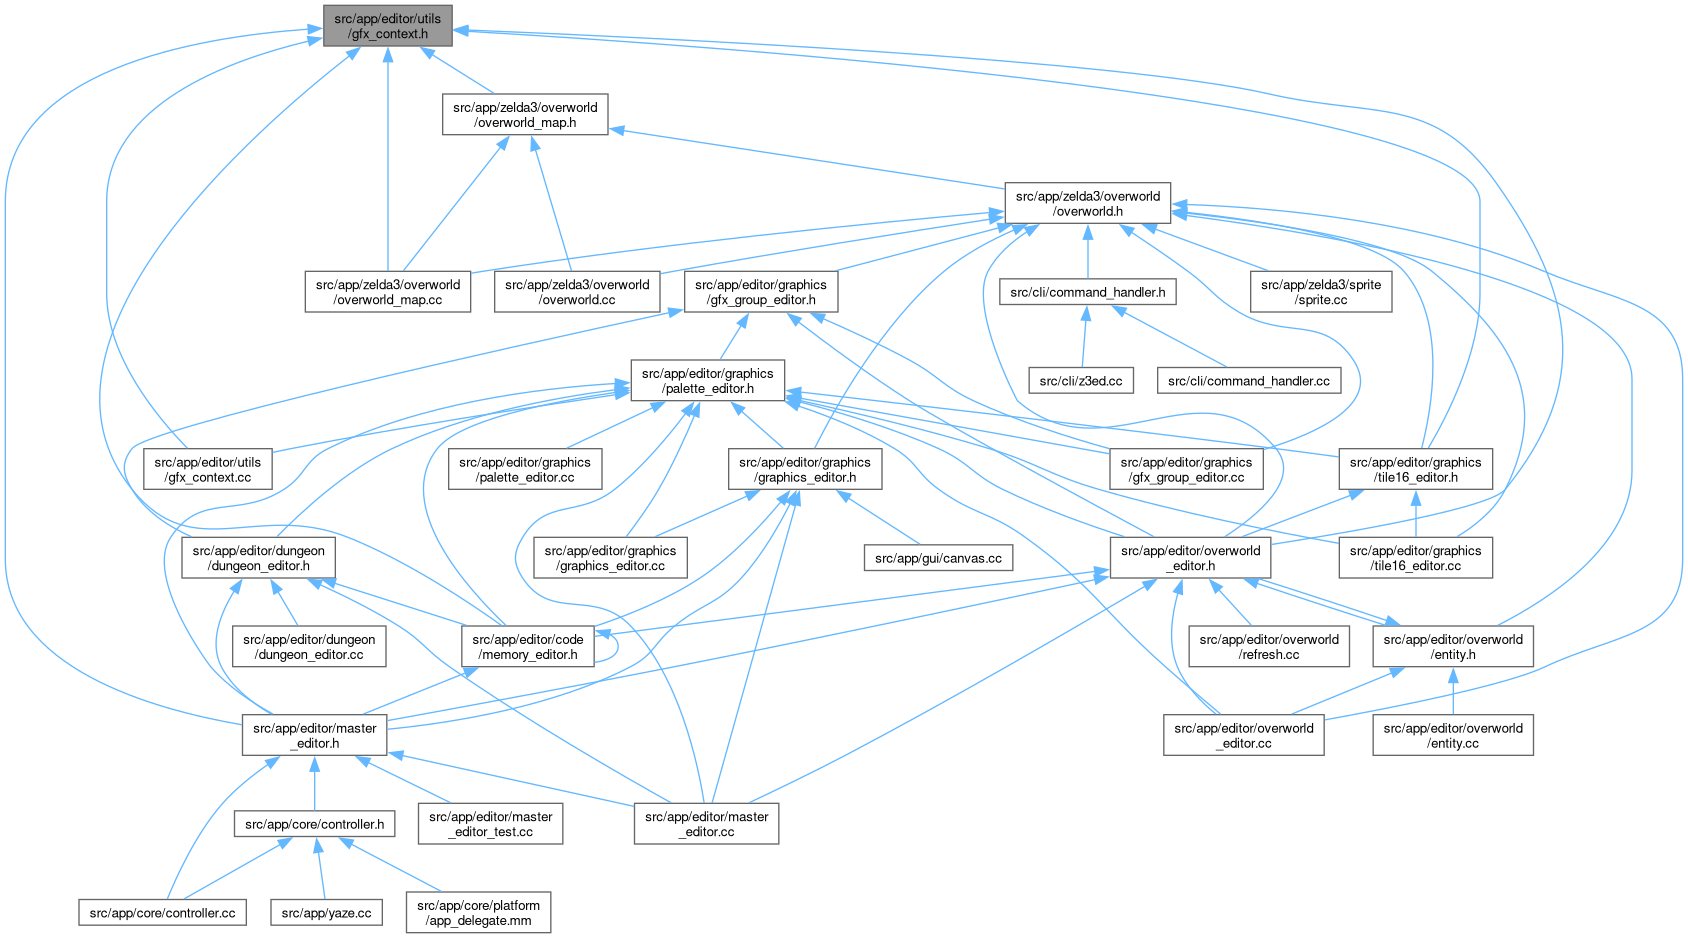 src/app/editor/utils
/gfx_context.h
src/app/zelda3/overworld
/overworld_map.h
src/app/zelda3/overworld
/overworld.h
src/app/zelda3/overworld
/overworld_map.cc
src/app/zelda3/overworld
/overworld.cc
src/app/editor/graphics
/gfx_group_editor.h
src/cli/command_handler.h
src/app/zelda3/sprite
/sprite.cc
src/app/editor/graphics
/palette_editor.h
src/cli/z3ed.cc
src/cli/command_handler.cc
src/app/editor/utils
/gfx_context.cc
src/app/editor/graphics
/palette_editor.cc
src/app/editor/graphics
/graphics_editor.h
src/app/editor/graphics
/gfx_group_editor.cc
src/app/editor/graphics
/tile16_editor.h
src/app/editor/dungeon
/dungeon_editor.h
src/app/editor/graphics
/graphics_editor.cc
src/app/gui/canvas.cc
src/app/editor/overworld
_editor.h
src/app/editor/graphics
/tile16_editor.cc
src/app/editor/dungeon
/dungeon_editor.cc
src/app/editor/code
/memory_editor.h
src/app/editor/overworld
/refresh.cc
src/app/editor/overworld
/entity.h
src/app/editor/master
_editor.h
src/app/editor/overworld
_editor.cc
src/app/editor/overworld
/entity.cc
src/app/core/controller.h
src/app/editor/master
_editor_test.cc
src/app/editor/master
_editor.cc
src/app/core/controller.cc
src/app/yaze.cc
src/app/core/platform
/app_delegate.mm